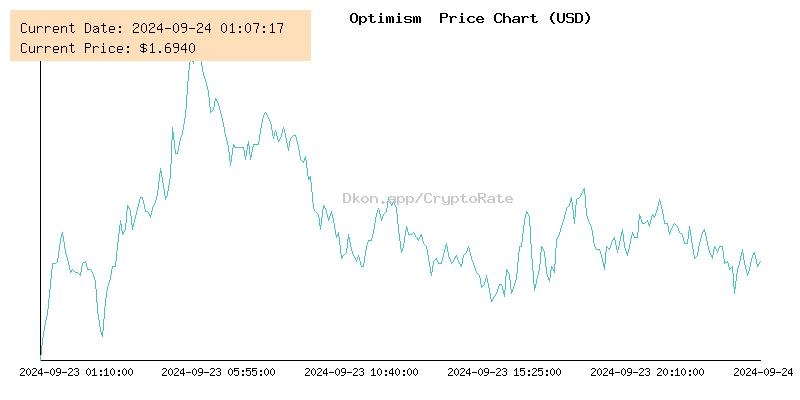 Optimism Price Chart (USD)
Current Date: 2024-09-24 01:07:17
Current Price: $1.6940
Dkon.app/CryptoRate
2024-09-23 01:10:00 2024-09-23 05:55:00 2024-09-23 10:40:00 2024-09-23 15:25:00 2024-09-23 20:10:00 2024-09-24